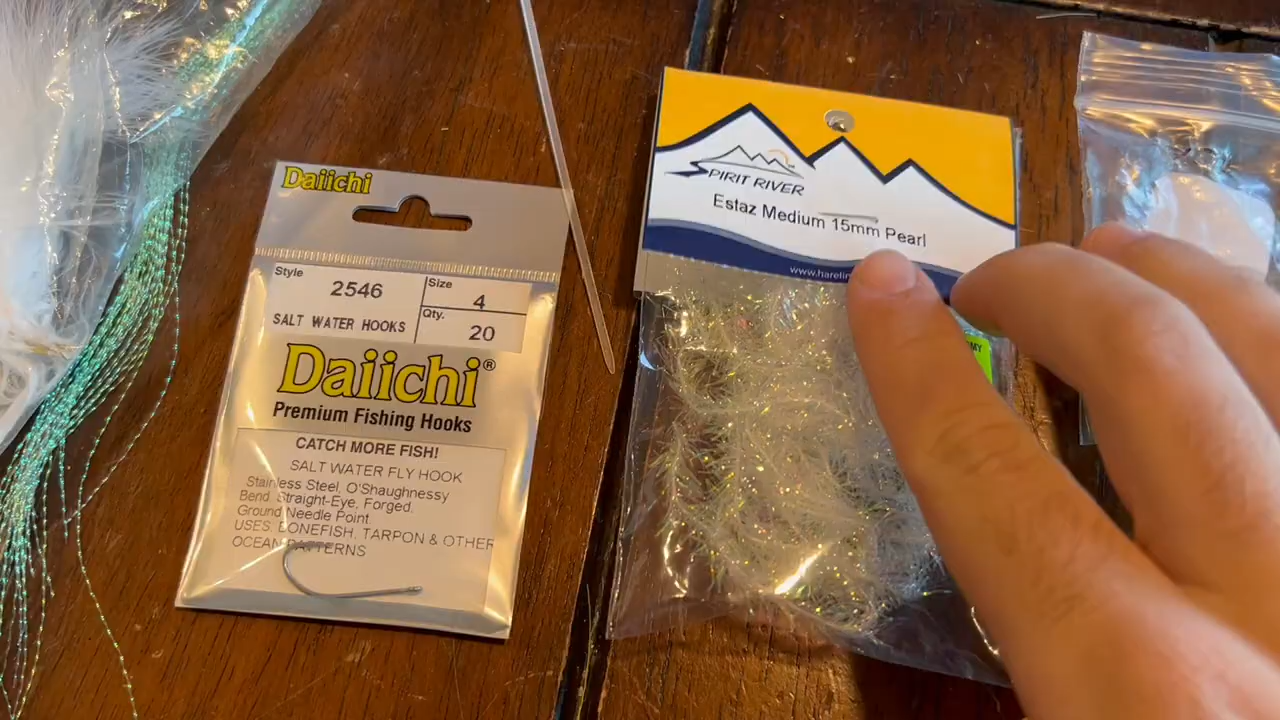 Daiichi
Style
2546
SALT WATER HOOKS
Size
4
Qty.
20
Daiichi®
Premium Fishing Hooks
CATCH MORE FISH!
SALT WATER FLY HOOK
Stainless Steel, O'Shaughnessy
Bend, Straight-Eye, Forged,
Ground Needle Point.
USES: BONEFISH, TARPON & OTHER
OCEAN PATTERNS
SPIRIT RIVER
Estaz Medium 15mm Pearl